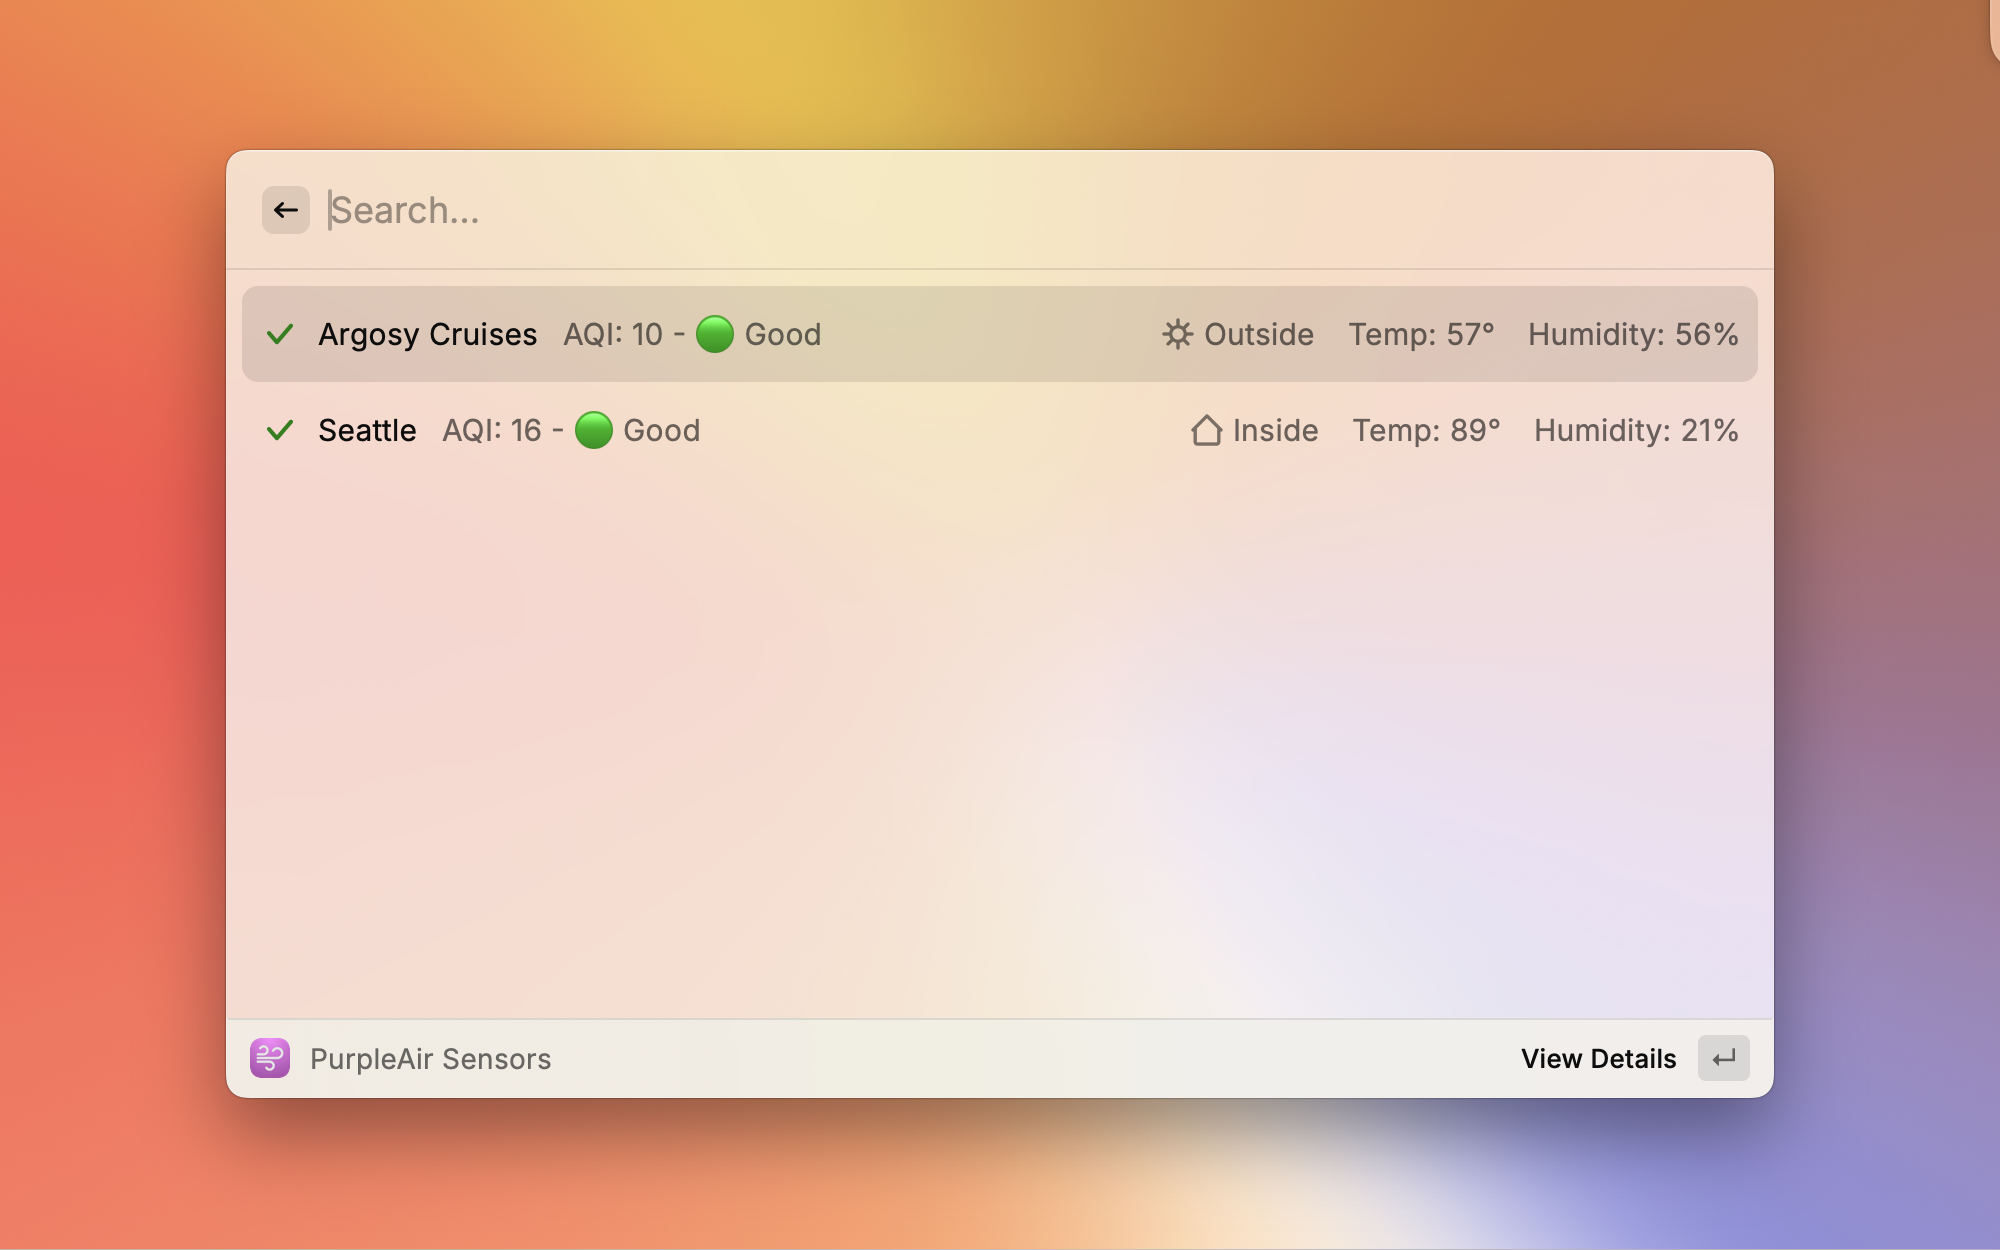 Search...
Argosy Cruises AQI: 10 - Good Outside Temp: 57° Humidity: 56%
Seattle AQI: 16 - Good Inside Temp: 89° Humidity: 21%
PurpleAir Sensors View Details